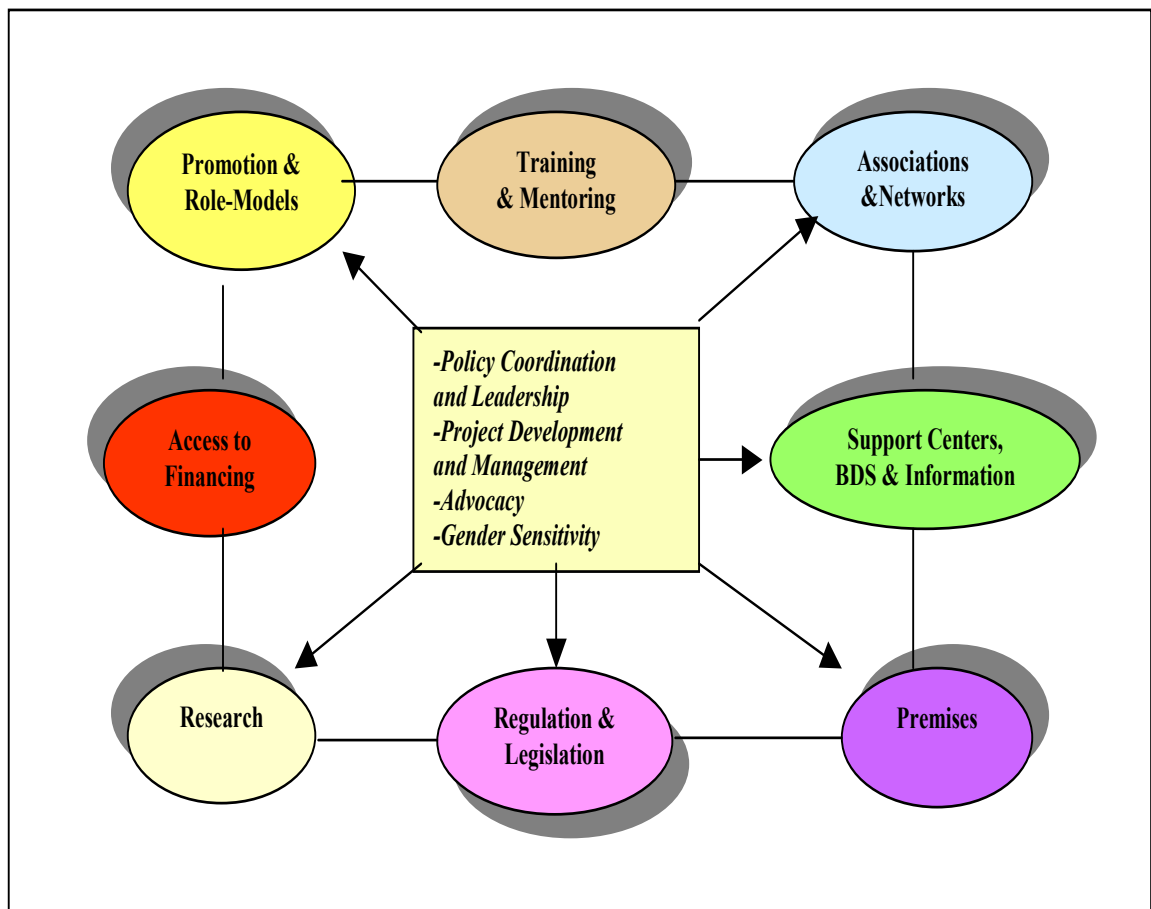 Promotion &
Role-Models
Training
& Mentoring
Associations
&Networks
-Policy Coordination
and Leadership
-Project Development
and Management
-Advocacy
-Gender Sensitivity
Access to
Financing
Support Centers,
BDS & Information
Research
Regulation &
Legislation
Premises